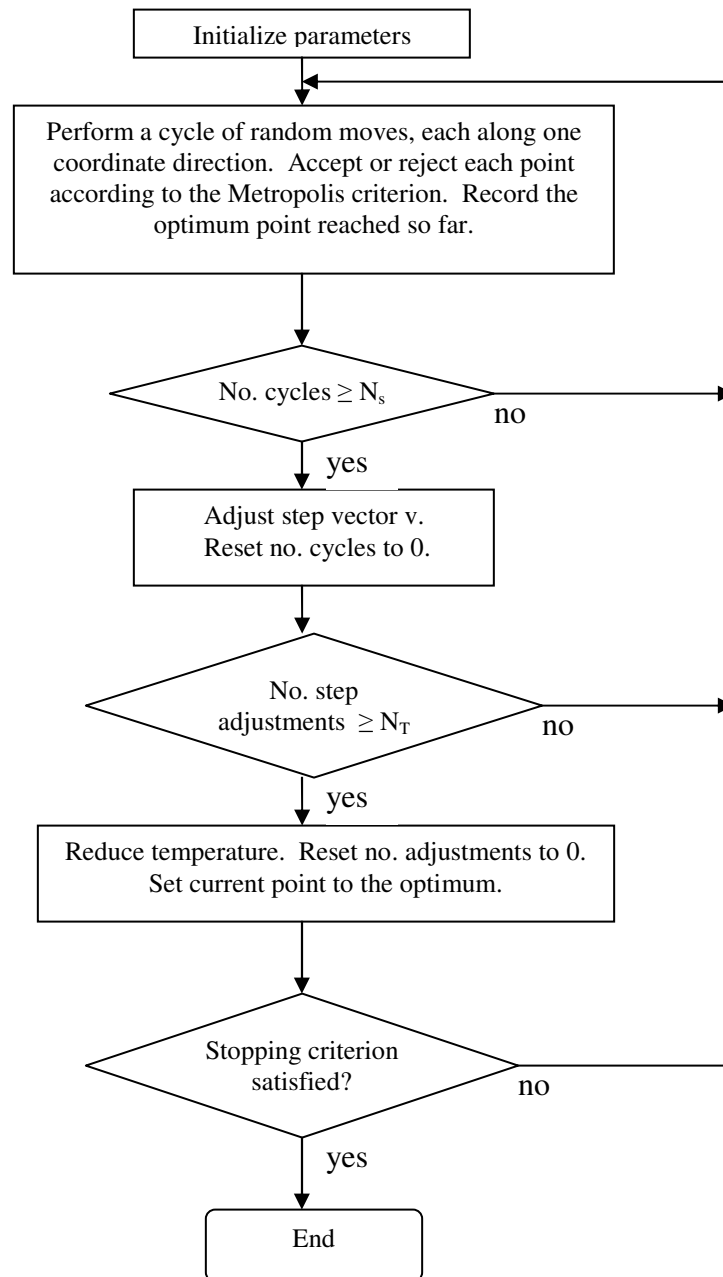 Initialize parameters
Perform a cycle of random moves, each along one
coordinate direction.  Accept or reject each point
according to the Metropolis criterion.  Record the
optimum point reached so far.
No. cycles ≥ Nₛ
no
yes
Adjust step vector v.
Reset no. cycles to 0.
No. step
adjustments  ≥ N_T
no
yes
Reduce temperature.  Reset no. adjustments to 0.
Set current point to the optimum.
Stopping criterion
satisfied?
no
yes
End